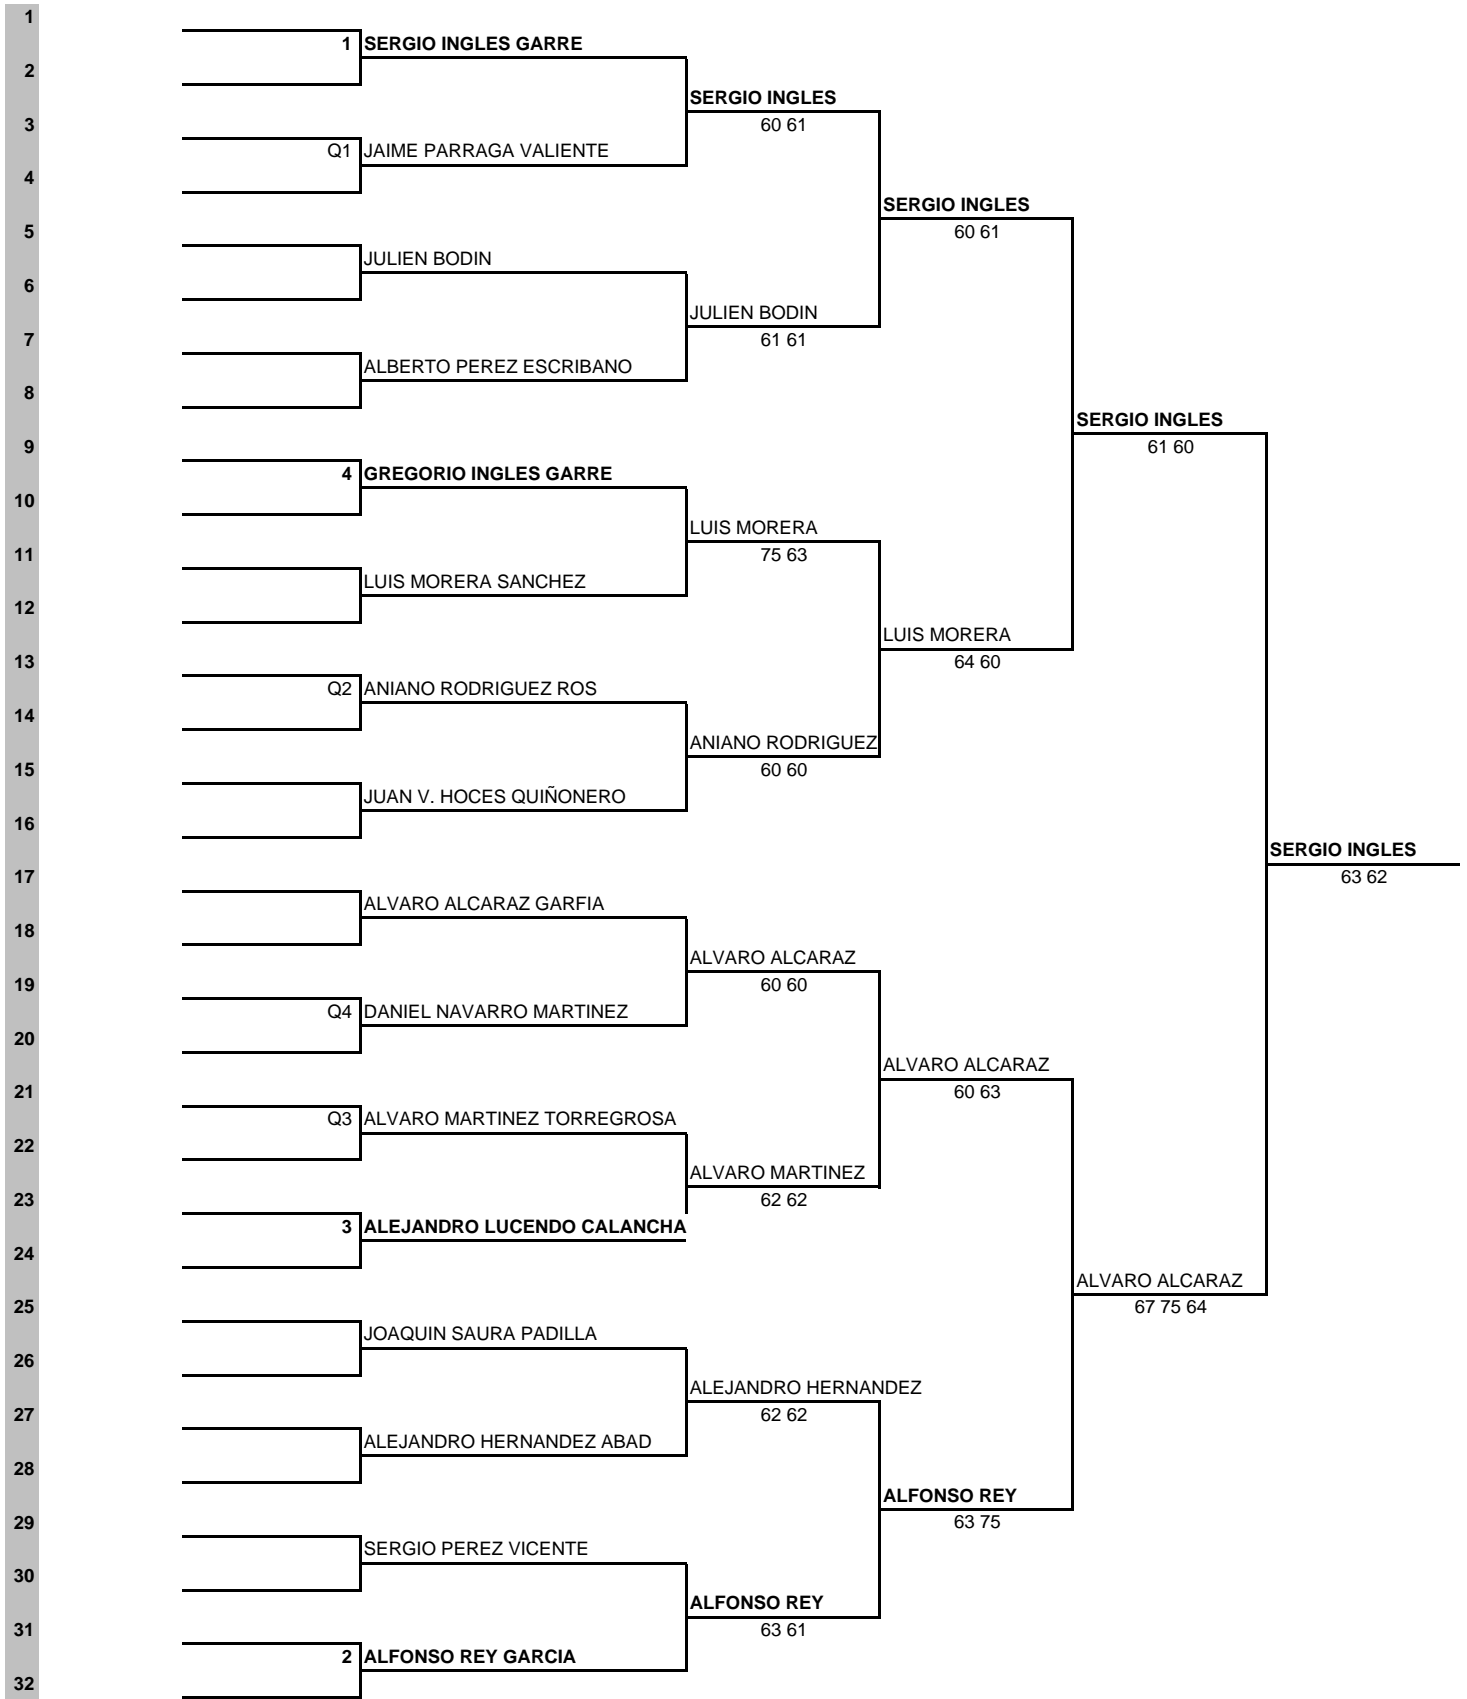 1
1 SERGIO INGLES GARRE
2
SERGIO INGLES
3
60 61
Q1 JAIME PARRAGA VALIENTE
4
SERGIO INGLES
5
60 61
JULIEN BODIN
6
JULIEN BODIN
7
61 61
ALBERTO PEREZ ESCRIBANO
8
SERGIO INGLES
9
61 60
4 GREGORIO INGLES GARRE
10
LUIS MORERA
11
75 63
LUIS MORERA SANCHEZ
12
LUIS MORERA
13
64 60
Q2 ANIANO RODRIGUEZ ROS
14
ANIANO RODRIGUEZ
15
60 60
JUAN V. HOCES QUIÑONERO
16
SERGIO INGLES
17
63 62
ALVARO ALCARAZ GARFIA
18
ALVARO ALCARAZ
19
60 60
Q4 DANIEL NAVARRO MARTINEZ
20
ALVARO ALCARAZ
21
60 63
Q3 ALVARO MARTINEZ TORREGROSA
22
ALVARO MARTINEZ
23
62 62
3 ALEJANDRO LUCENDO CALANCHA
24
ALVARO ALCARAZ
25
67 75 64
JOAQUIN SAURA PADILLA
26
ALEJANDRO HERNANDEZ
27
62 62
ALEJANDRO HERNANDEZ ABAD
28
ALFONSO REY
29
63 75
SERGIO PEREZ VICENTE
30
ALFONSO REY
31
63 61
2 ALFONSO REY GARCIA
32